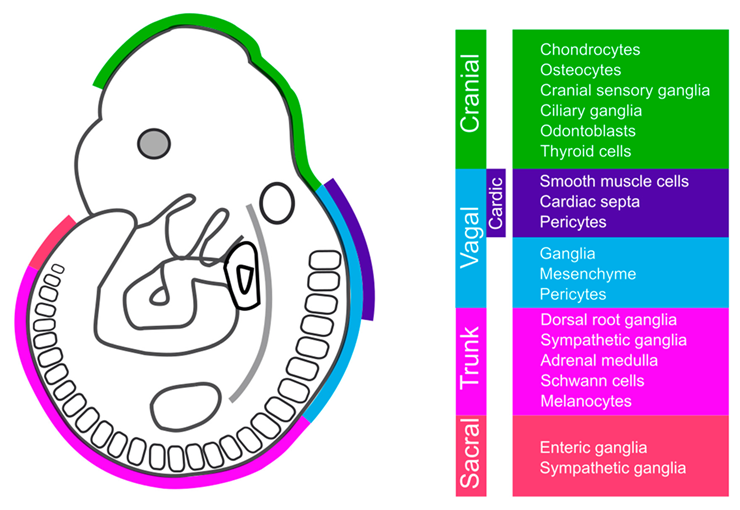 Cranial
Chondrocytes
Osteocytes
Cranial sensory ganglia
Ciliary ganglia
Odontoblasts
Thyroid cells
Vagal
Cardic
Smooth muscle cells
Cardiac septa
Pericytes
Ganglia
Mesenchyme
Pericytes
Trunk
Dorsal root ganglia
Sympathetic ganglia
Adrenal medulla
Schwann cells
Melanocytes
Sacral
Enteric ganglia
Sympathetic ganglia